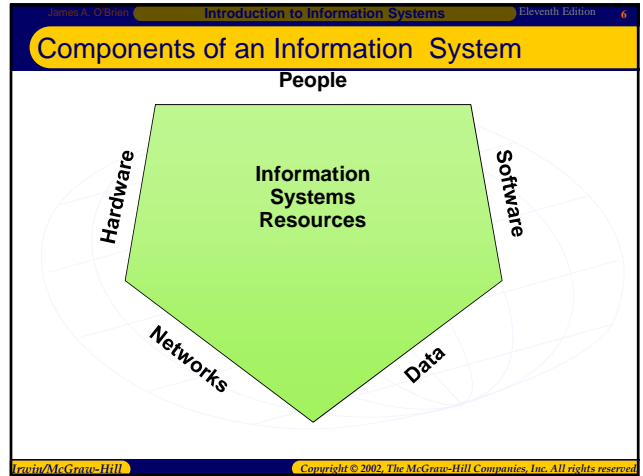 James A. O'Brien Introduction to Information Systems Eleventh Edition 6
Components of an Information System
People
Hardware
Software
Information
Systems
Resources
Networks
Data
Irwin/McGraw-Hill Copyright © 2002, The McGraw-Hill Companies, Inc. All rights reserved